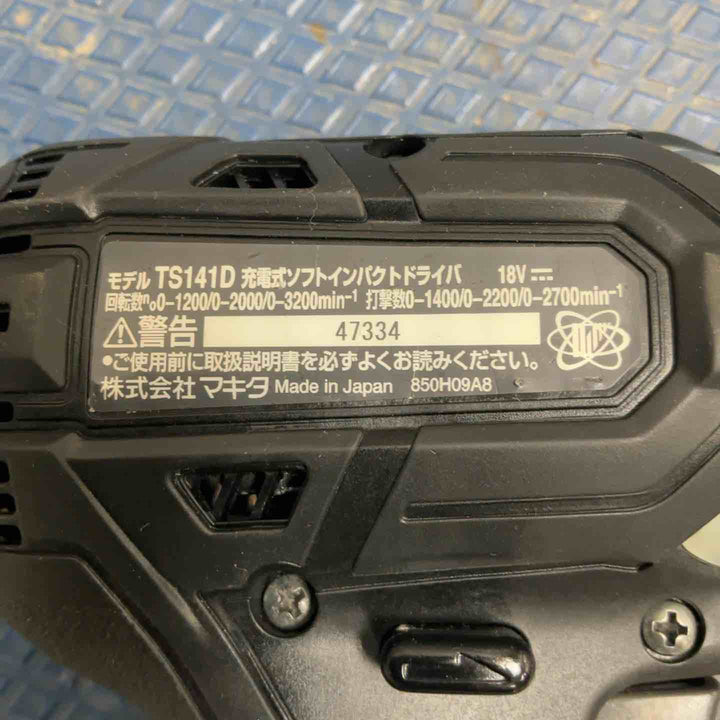 モデル TS141D 充電式ソフトインパクトドライバ 18V⎓
回転数n₀0-1200/0-2000/0-3200min⁻¹ 打撃数0-1400/0-2200/0-2700min⁻¹
⚠警告 47334
●ご使用前に取扱説明書を必ずよくお読みください。
株式会社マキタ Made in Japan 850H09A8